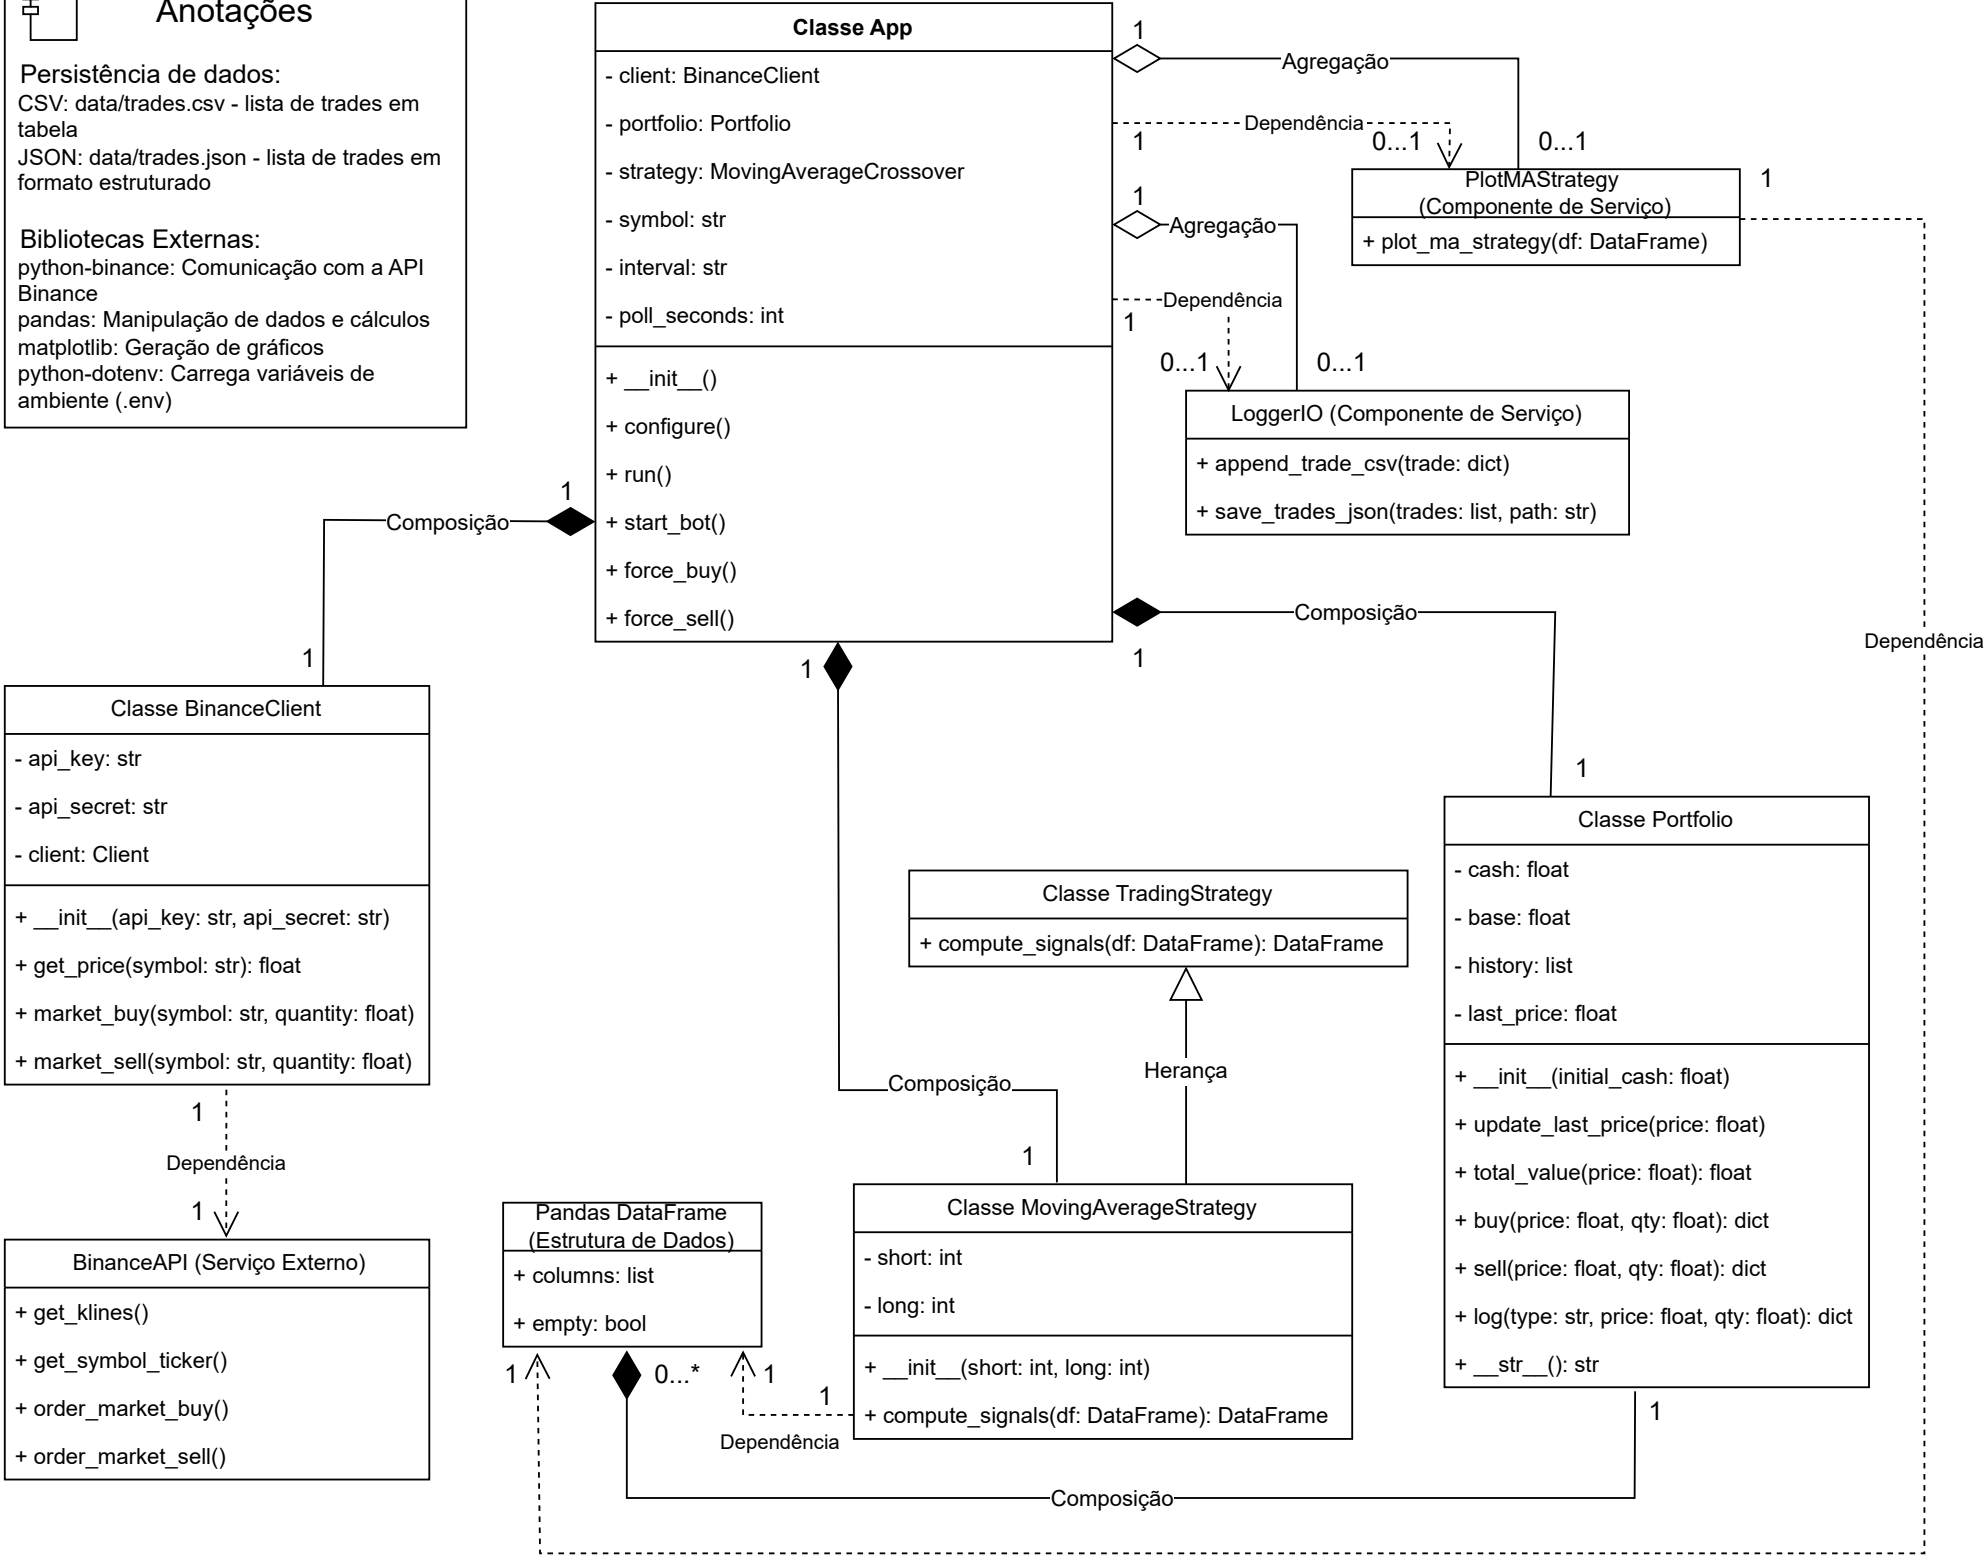 Anotações
Persistência de dados:
CSV: data/trades.csv - lista de trades em
tabela
JSON: data/trades.json - lista de trades em
formato estruturado
Bibliotecas Externas:
python-binance: Comunicação com a API
Binance
pandas: Manipulação de dados e cálculos
matplotlib: Geração de gráficos
python-dotenv: Carrega variáveis de
ambiente (.env)
Classe App
- client: BinanceClient
- portfolio: Portfolio
- strategy: MovingAverageCrossover
- symbol: str
- interval: str
- poll_seconds: int
+ __init__()
+ configure()
+ run()
+ start_bot()
+ force_buy()
+ force_sell()
1
Agregação
0...1
1
Dependência
0...1
1
Agregação
0...1
1
Dependência
0...1
PlotMAStrategy
(Componente de Serviço)
+ plot_ma_strategy(df: DataFrame)
1
Dependência
LoggerIO (Componente de Serviço)
+ append_trade_csv(trade: dict)
+ save_trades_json(trades: list, path: str)
1
Composição
1
1
Composição
1
1
Composição
1
Classe BinanceClient
- api_key: str
- api_secret: str
- client: Client
+ __init__(api_key: str, api_secret: str)
+ get_price(symbol: str): float
+ market_buy(symbol: str, quantity: float)
+ market_sell(symbol: str, quantity: float)
1
Dependência
1
BinanceAPI (Serviço Externo)
+ get_klines()
+ get_symbol_ticker()
+ order_market_buy()
+ order_market_sell()
Classe TradingStrategy
+ compute_signals(df: DataFrame): DataFrame
Herança
Classe MovingAverageStrategy
- short: int
- long: int
+ __init__(short: int, long: int)
+ compute_signals(df: DataFrame): DataFrame
Pandas DataFrame
(Estrutura de Dados)
+ columns: list
+ empty: bool
1
0...*
1
1
Dependência
Classe Portfolio
- cash: float
- base: float
- history: list
- last_price: float
+ __init__(initial_cash: float)
+ update_last_price(price: float)
+ total_value(price: float): float
+ buy(price: float, qty: float): dict
+ sell(price: float, qty: float): dict
+ log(type: str, price: float, qty: float): dict
+ __str__(): str
1
Composição